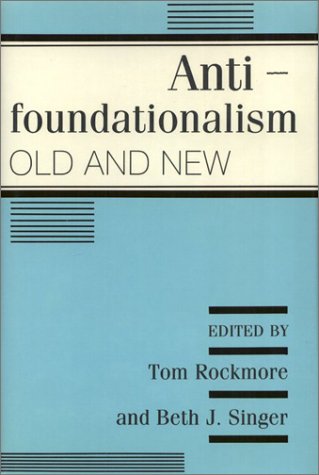 Anti –
foundationalism
OLD AND NEW
EDITED BY
Tom Rockmore
and Beth J. Singer